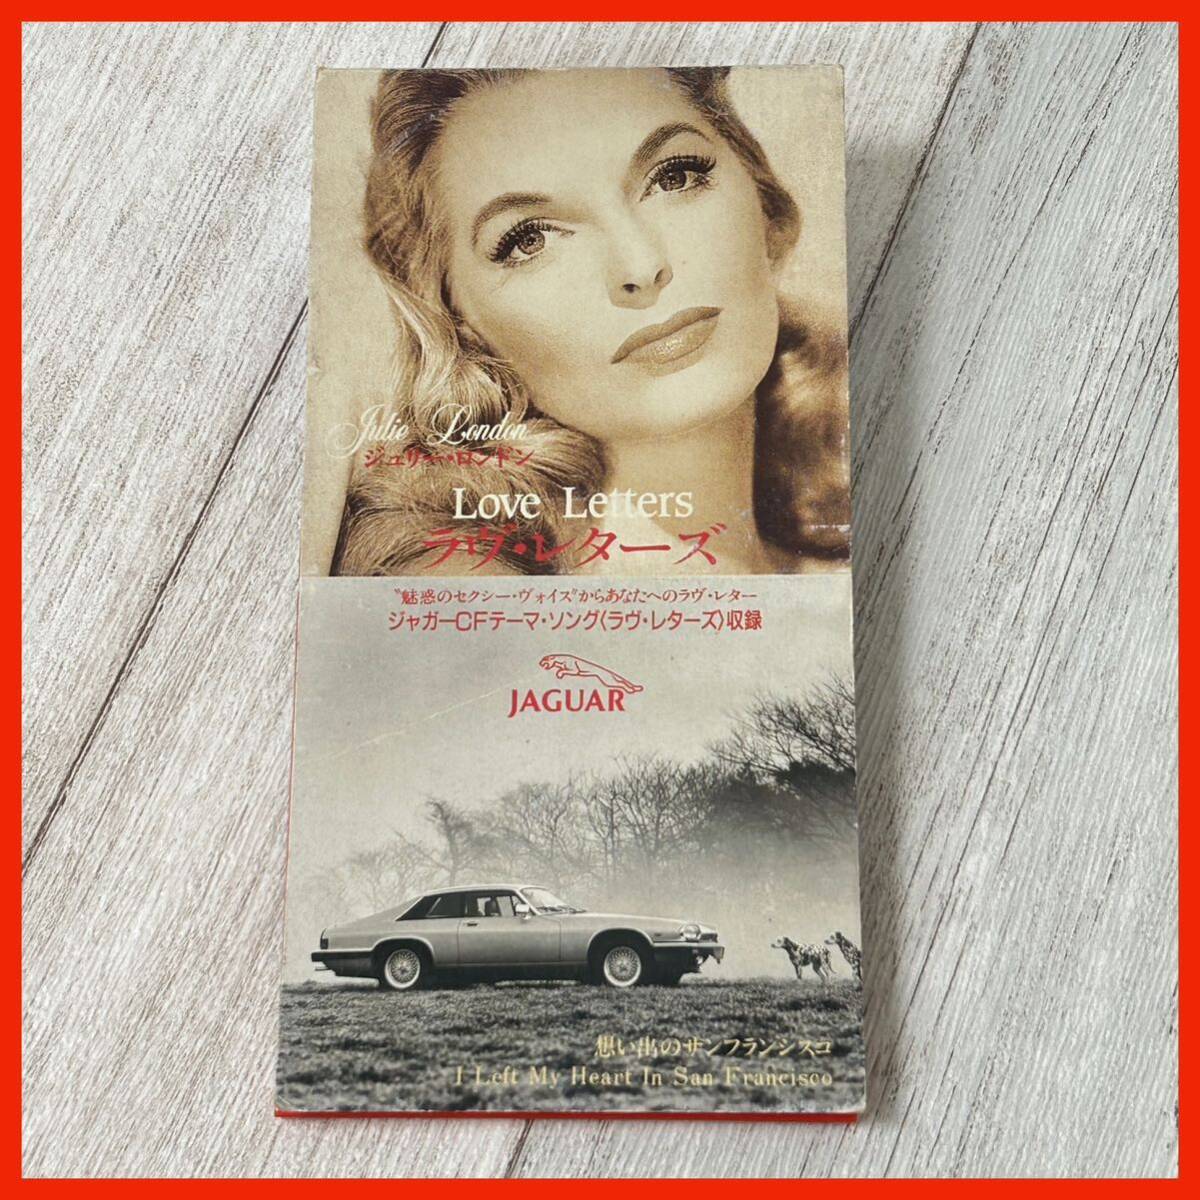 Julie London
ジュリー・ロンドン
Love Letters
ラヴ・レターズ
"魅惑のセクシー・ヴォイス"からあなたへのラヴ・レター
ジャガーCFテーマ・ソング〈ラヴ・レターズ〉収録
JAGUAR
想い出のサンフランシスコ
I Left My Heart In San Francisco